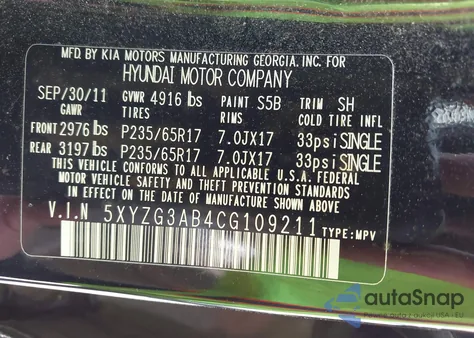 MFD. BY KIA MOTORS MANUFACTURING GEORGIA, INC. FOR
HYUNDAI MOTOR COMPANY
SEP/30/11 GVWR 4916 lbs PAINT S5B TRIM SH
GAWR TIRES RIMS COLD TIRE INFL
FRONT 2976 lbs P235/65R17 7.0JX17 33psi SINGLE
REAR 3197 lbs P235/65R17 7.0JX17 33psi SINGLE
THIS VEHICLE CONFORMS TO ALL APPLICABLE U.S.A. FEDERAL
MOTOR VEHICLE SAFETY AND THEFT PREVENTION STANDARDS
IN EFFECT ON THE DATE OF MANUFACTURE SHOWN ABOVE
V.I.N 5XYZG3AB4CG109211 TYPE:MPV
autoSnap